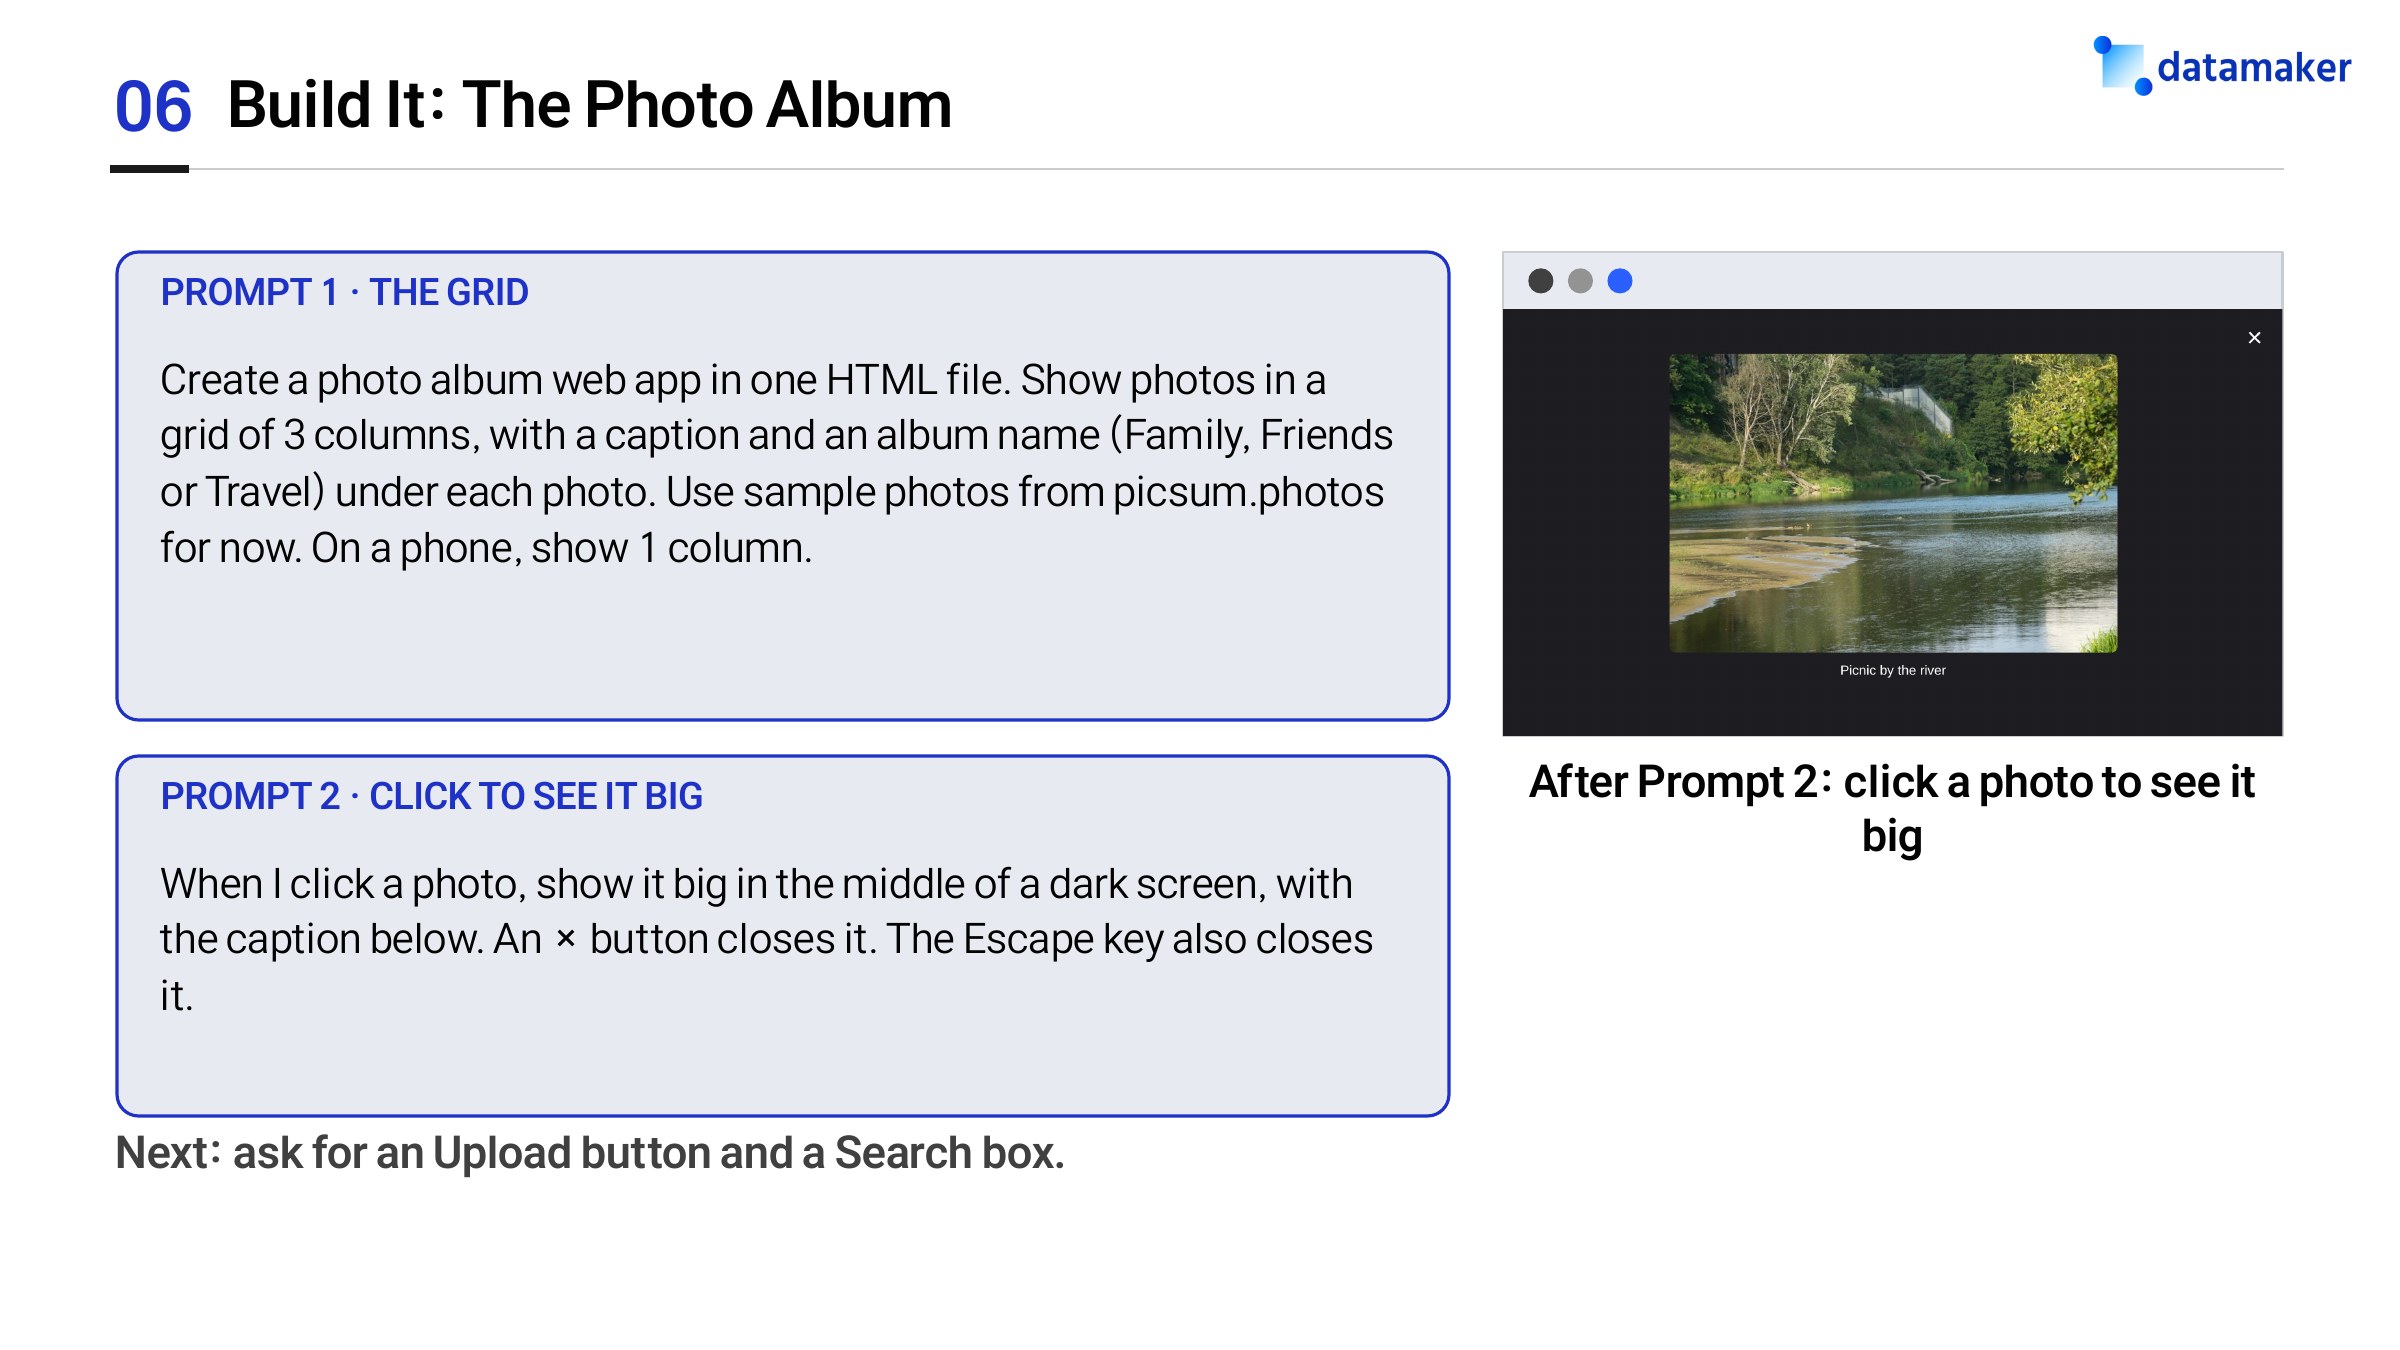 06 Build It: The Photo Album
datamaker
PROMPT 1 · THE GRID
Create a photo album web app in one HTML file. Show photos in a
grid of 3 columns, with a caption and an album name (Family, Friends
or Travel) under each photo. Use sample photos from picsum.photos
for now. On a phone, show 1 column.
PROMPT 2 · CLICK TO SEE IT BIG
When I click a photo, show it big in the middle of a dark screen, with
the caption below. An × button closes it. The Escape key also closes
it.
Next: ask for an Upload button and a Search box.
×
Picnic by the river
After Prompt 2: click a photo to see it
big